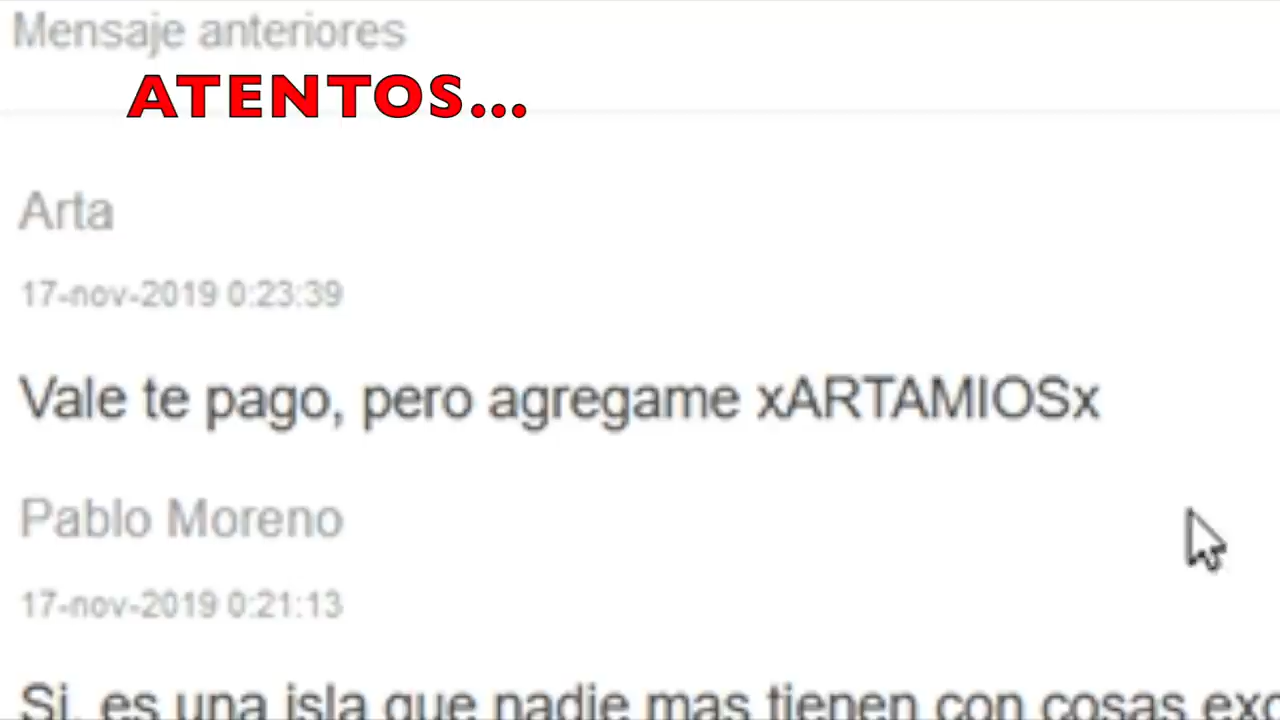 Mensaje anteriores
ATENTOS...
Arta
17-nov-2019 0:23:39
Vale te pago, pero agregame xARTAMIOSx
Pablo Moreno
17-nov-2019 0:21:13
Si, es una isla que nadie mas tienen con cosas